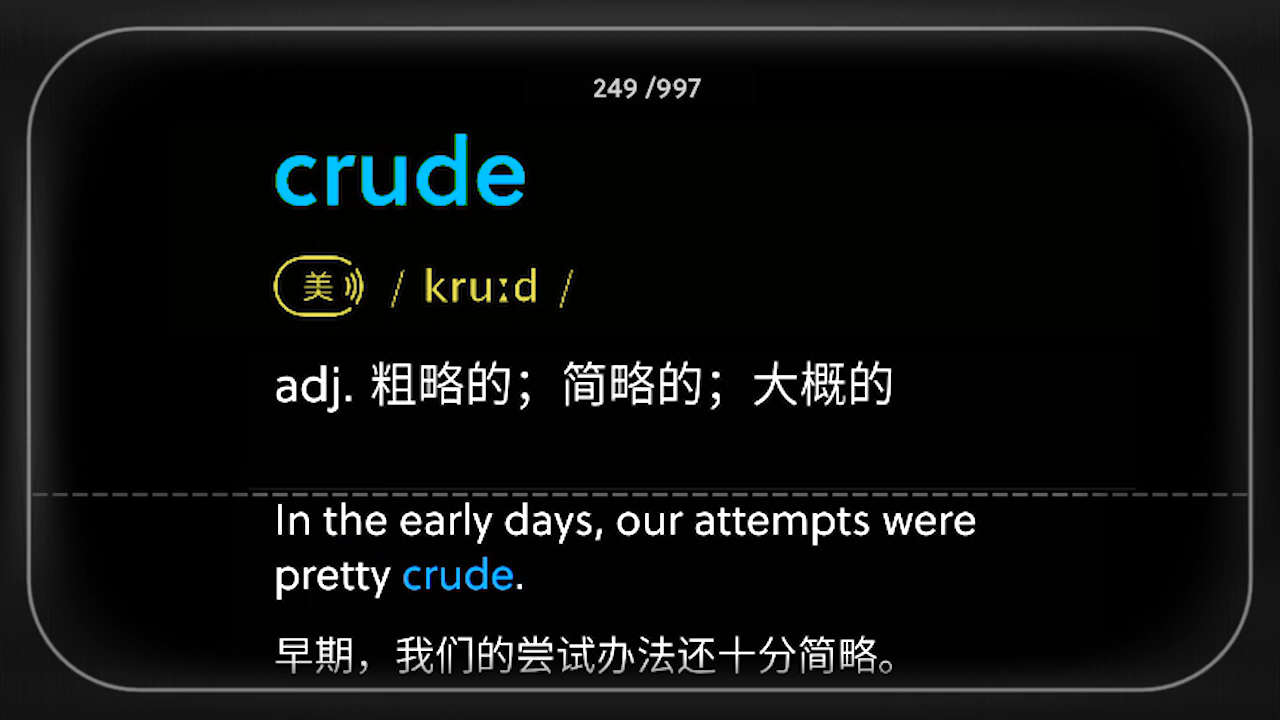 249 /997
crude
美 / kruːd /
adj. 粗略的；简略的；大概的
In the early days, our attempts were
pretty crude.
早期，我们的尝试办法还十分简略。